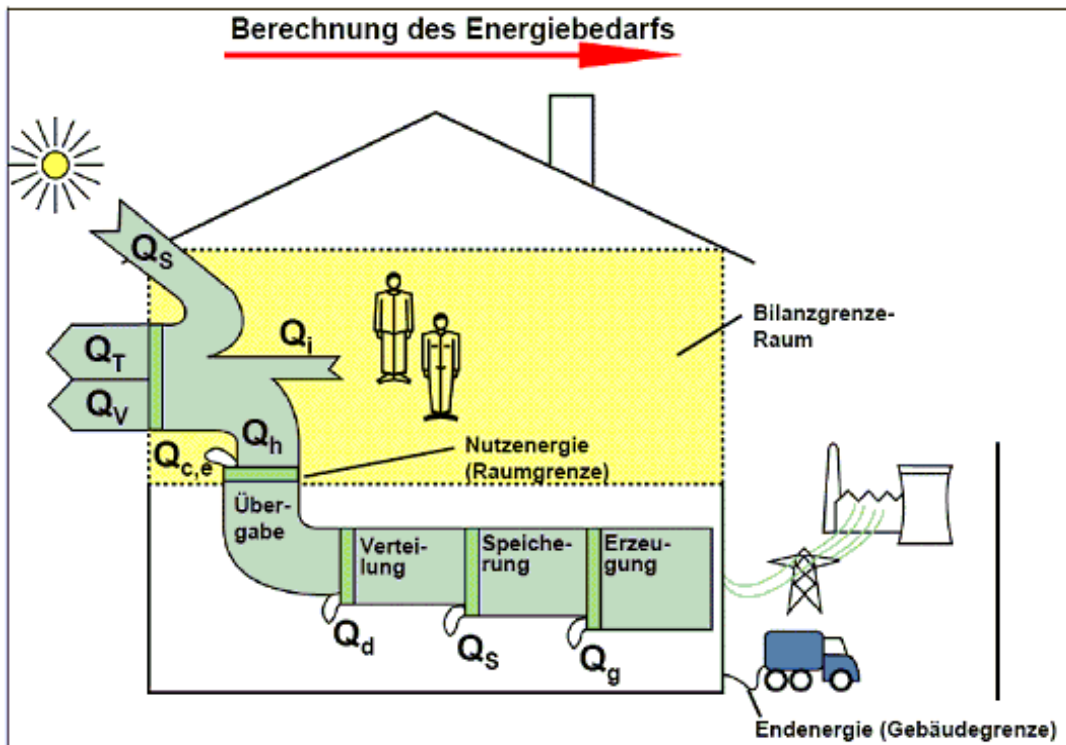 Berechnung des Energiebedarfs
QS
Qi
QT
QV
Qh
Qc,e
Bilanzgrenze-
Raum
Nutzenergie
(Raumgrenze)
Über-
gabe
Vertei-
lung
Speiche-
rung
Erzeu-
gung
Qd
QS
Qg
Endenergie (Gebäudegrenze)